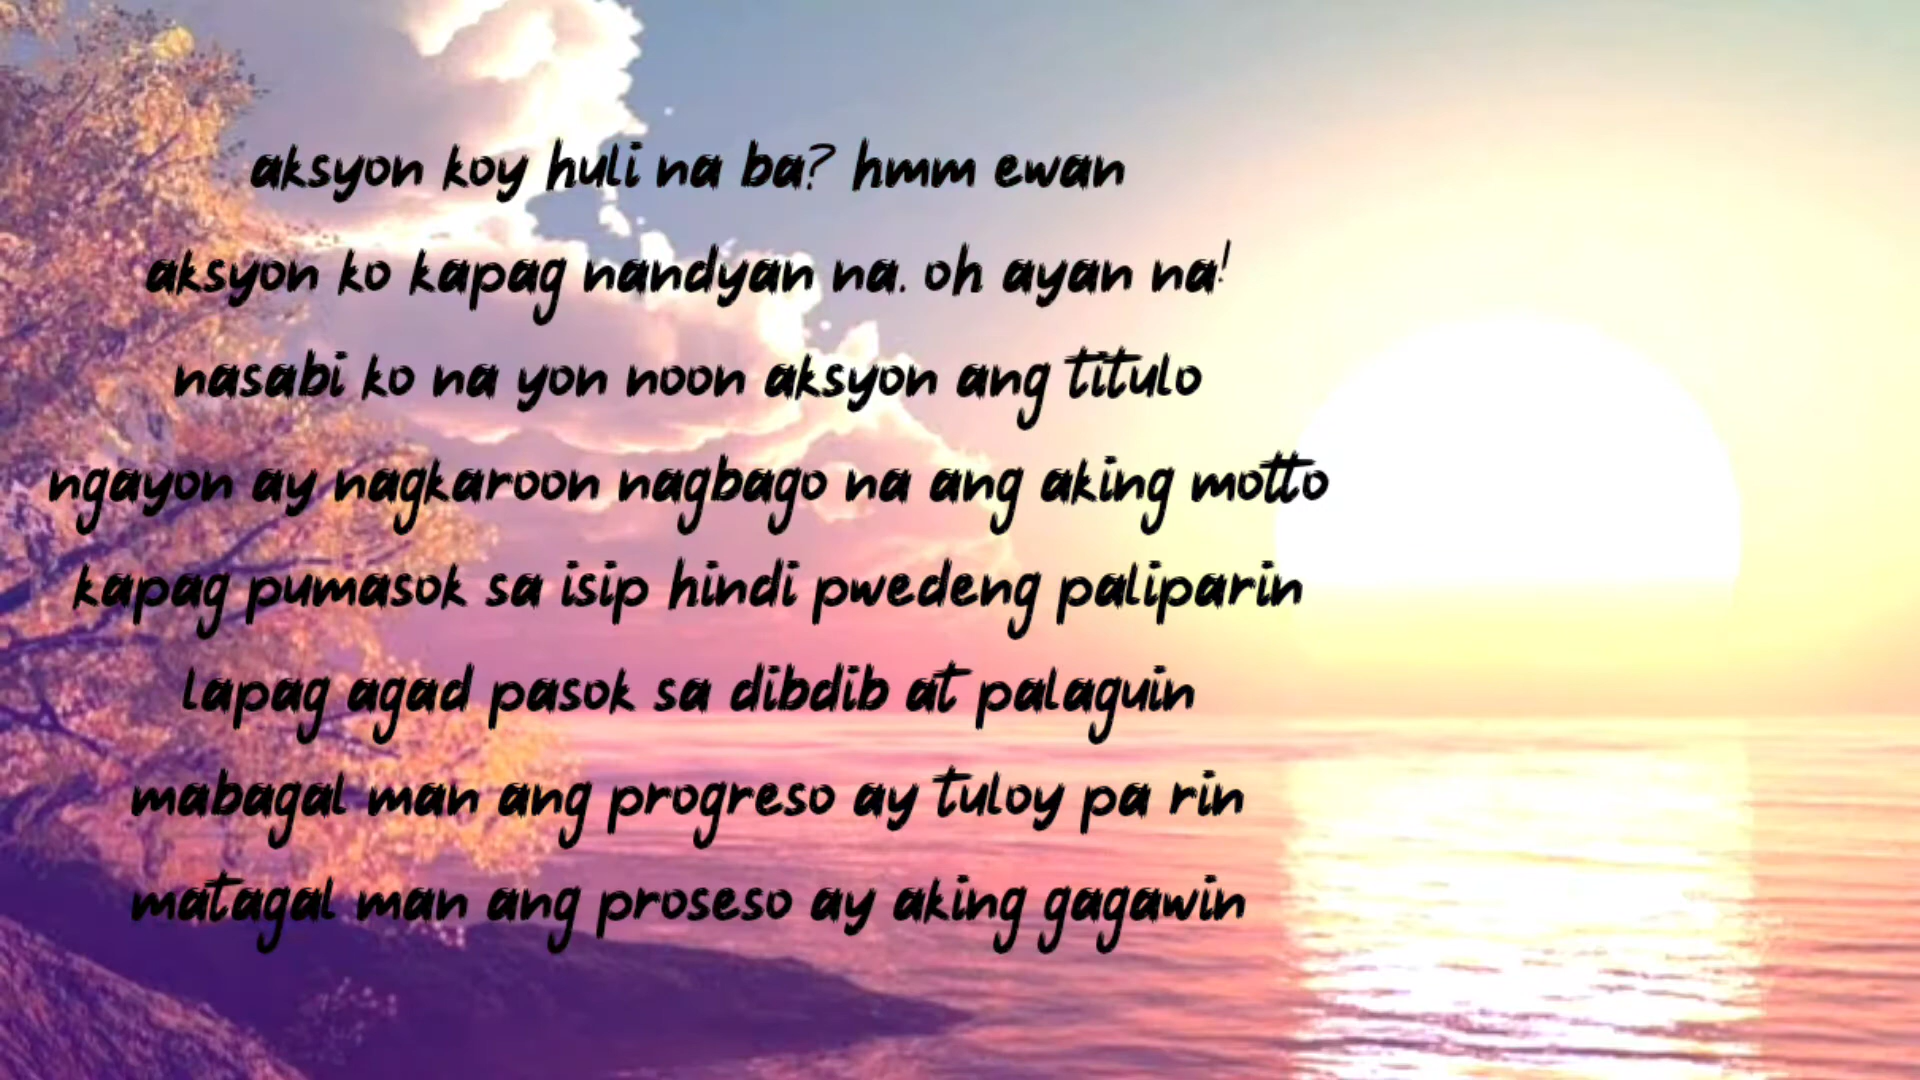 aksyon koy huli na ba? hmm ewan
aksyon ko kapag nandyan na. oh ayan na!
nasabi ko na yon noon aksyon ang titulo
ngayon ay nagkaroon nagbago na ang aking motto
kapag pumasok sa isip hindi pwedeng paliparin
lapag agad pasok sa dibdib at palaguin
mabagal man ang progreso ay tuloy pa rin
matagal man ang proseso ay aking gagawin